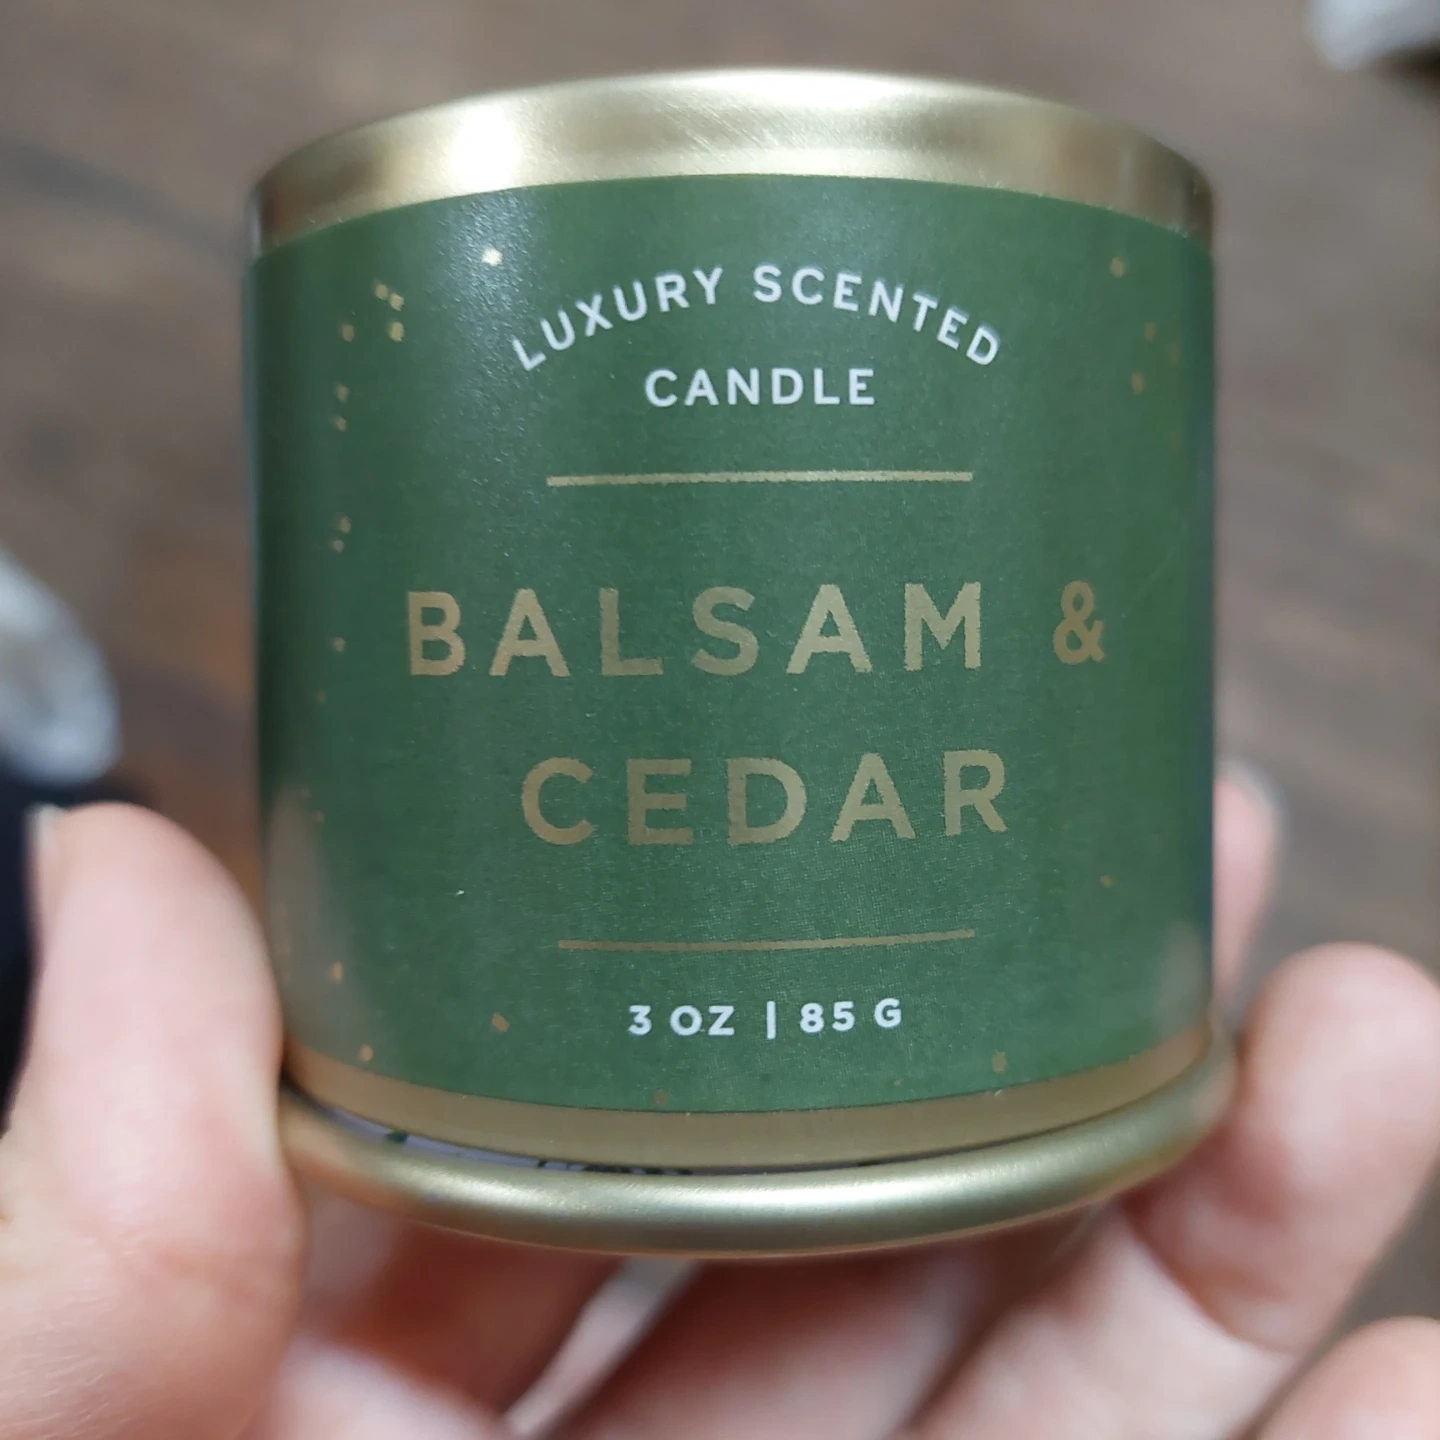 LUXURY SCENTED
CANDLE
BALSAM &
CEDAR
3 OZ | 85 G